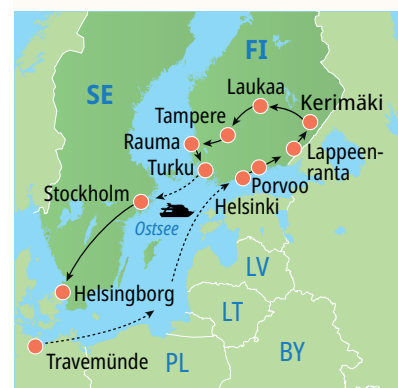 FI
SE
Laukaa
Kerimäki
Tampere
Rauma
Lappeen-
ranta
Turku
Porvoo
Stockholm
Helsinki
Ostsee
LV
Helsingborg
LT
Travemünde
PL
BY